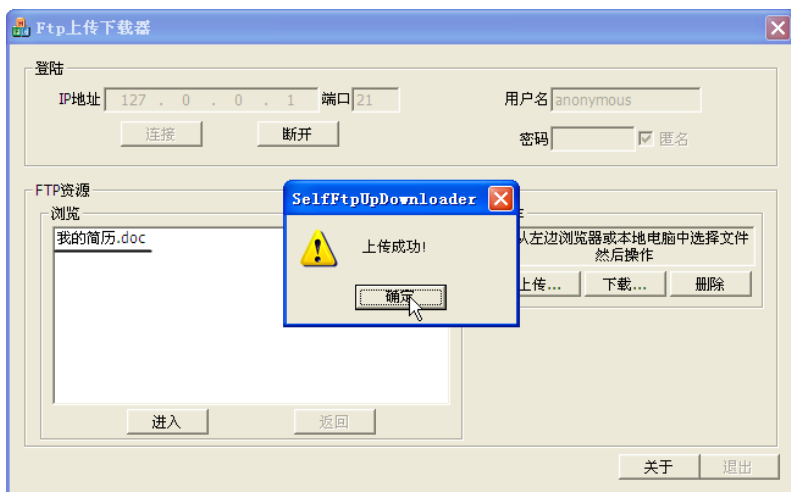 Ftp上传下载器
登陆
IP地址 127 . 0 . 0 . 1 端口 21 用户名 anonymous
连接 断开 密码 匿名
FTP资源
浏览
我的简历.doc
SelfFtpUpDownloader
上传成功!
确定
从左边浏览器或本地电脑中选择文件
然后操作
上传... 下载... 删除
进入 返回
关于 退出